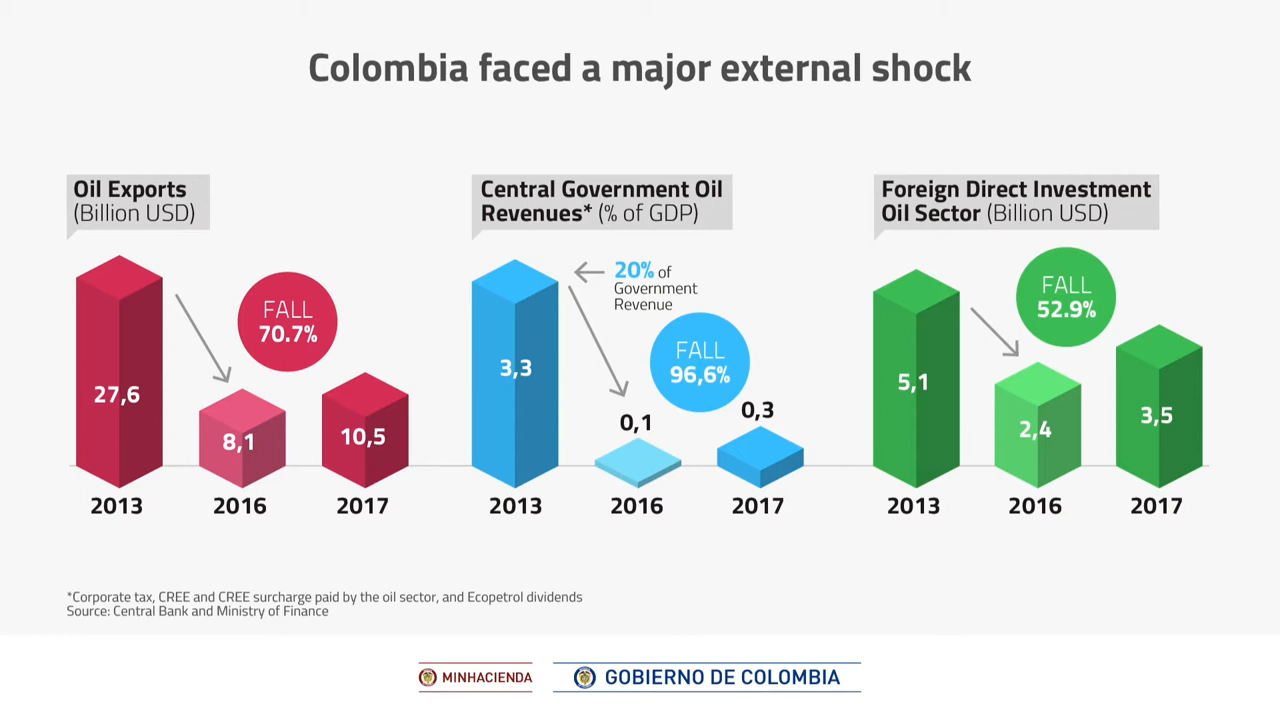 Colombia faced a major external shock
Oil Exports
(Billion USD)
FALL
70.7%
27,6
8,1
10,5
2013
2016
2017
Central Government Oil
Revenues* (% of GDP)
20% of
Government
Revenue
FALL
96,6%
3,3
0,1
0,3
2013
2016
2017
Foreign Direct Investment
Oil Sector (Billion USD)
FALL
52.9%
5,1
2,4
3,5
2013
2016
2017
*Corporate tax, CREE and CREE surcharge paid by the oil sector, and Ecopetrol dividends
Source: Central Bank and Ministry of Finance
MINHACIENDA
GOBIERNO DE COLOMBIA